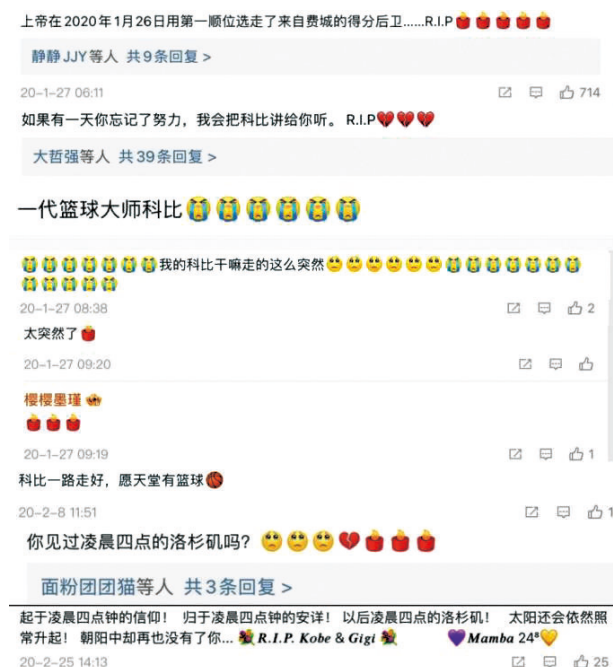 上帝在2020年1月26日用第一顺位选走了来自费城的得分后卫......R.I.P
静静JJY等人 共9条回复 >
20-1-27 06:11 714
如果有一天你忘记了努力，我会把科比讲给你听。 R.I.P
大哲强等人 共39条回复 >
一代篮球大师科比
我的科比干嘛走的这么突然
20-1-27 08:38 2
太突然了
20-1-27 09:20
樱樱墨瑾
20-1-27 09:19 1
科比一路走好，愿天堂有篮球
20-2-8 11:51 1
你见过凌晨四点的洛杉矶吗？
面粉团团猫等人 共3条回复 >
起于凌晨四点钟的信仰！ 归于凌晨四点钟的安详！ 以后凌晨四点的洛杉矶！ 太阳还会依然照
常升起！ 朝阳中却再也没有了你... R.I.P. Kobe & Gigi Mamba 24⁸
20-2-25 14:13 25